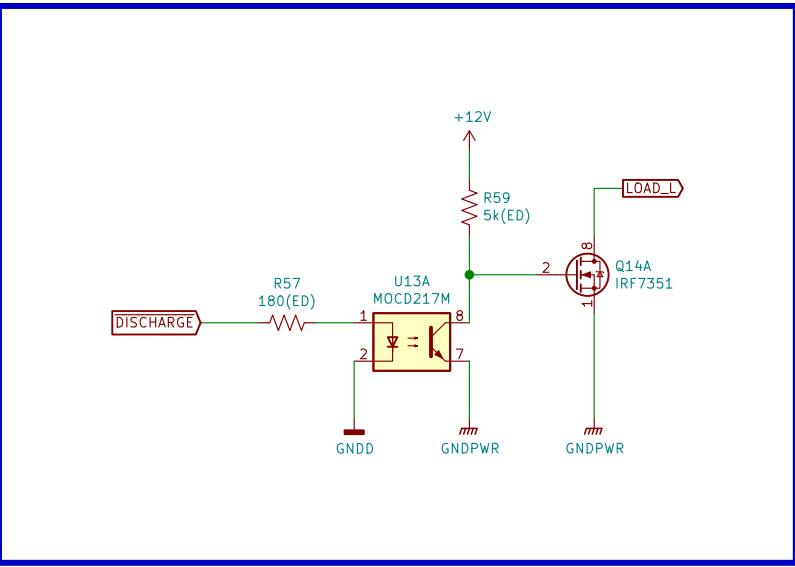 +12V
LOAD_L
R59
5k(ED)
8
2
Q14A
IRF7351
1
U13A
MOCD217M
R57
180(ED)
DISCHARGE
1
8
2
7
GNDD
GNDPWR
GNDPWR